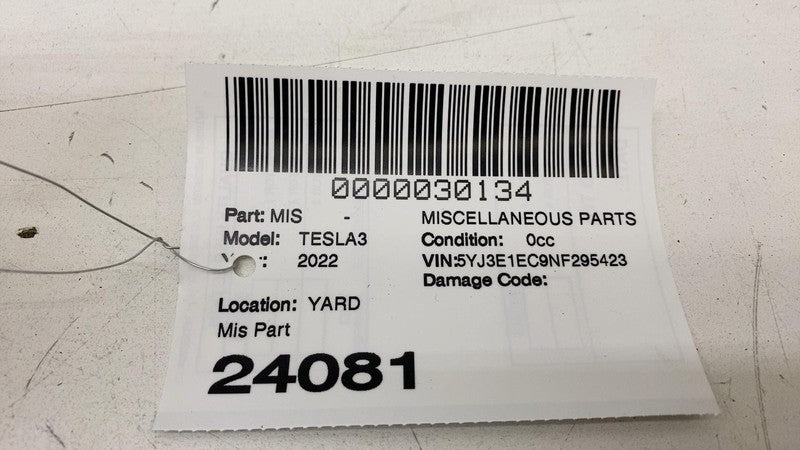 0000030134
Part: MIS - MISCELLANEOUS PARTS
Model: TESLA3 Condition: 0cc
: 2022 VIN:5YJ3E1EC9NF295423
Damage Code:
Location: YARD
Mis Part
24081